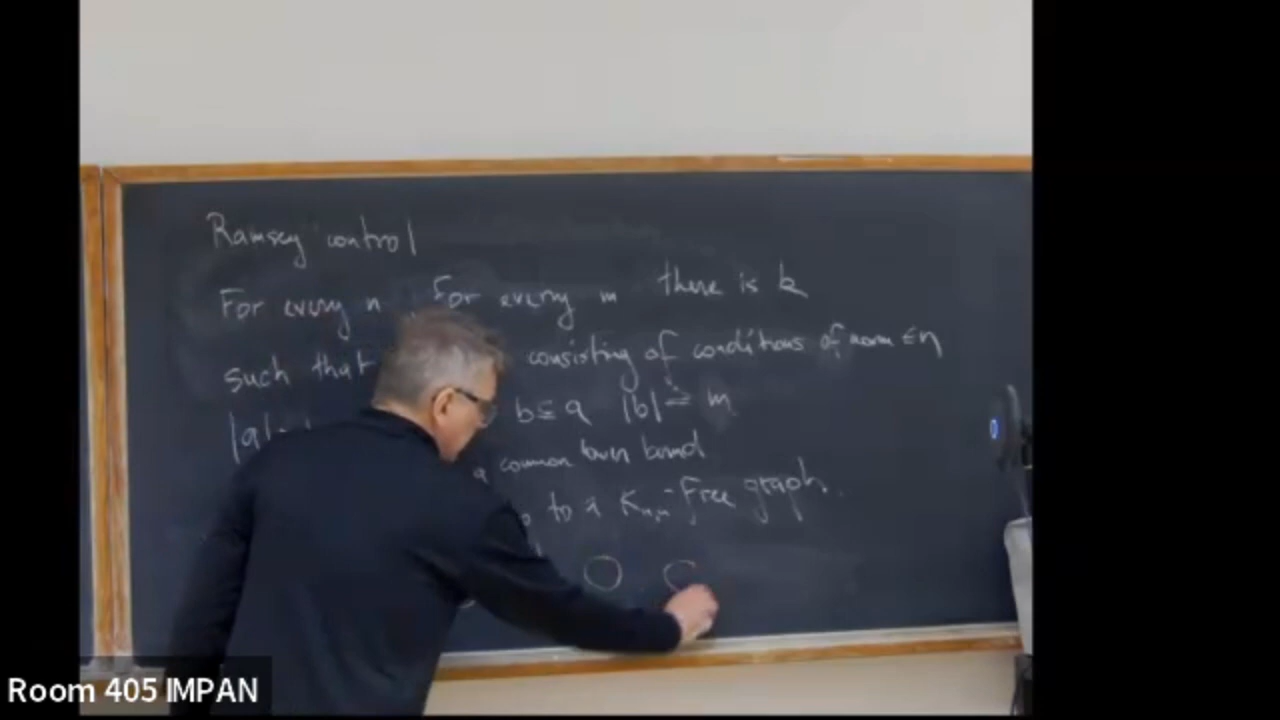 Ramsey control
For every n, for every m there is k
such that consisting of conditions of norm ≤ n
|a| b ⊆ a |b| = m
a common lower bound
to a K_{n,n}-free graph.
Room 405 IMPAN